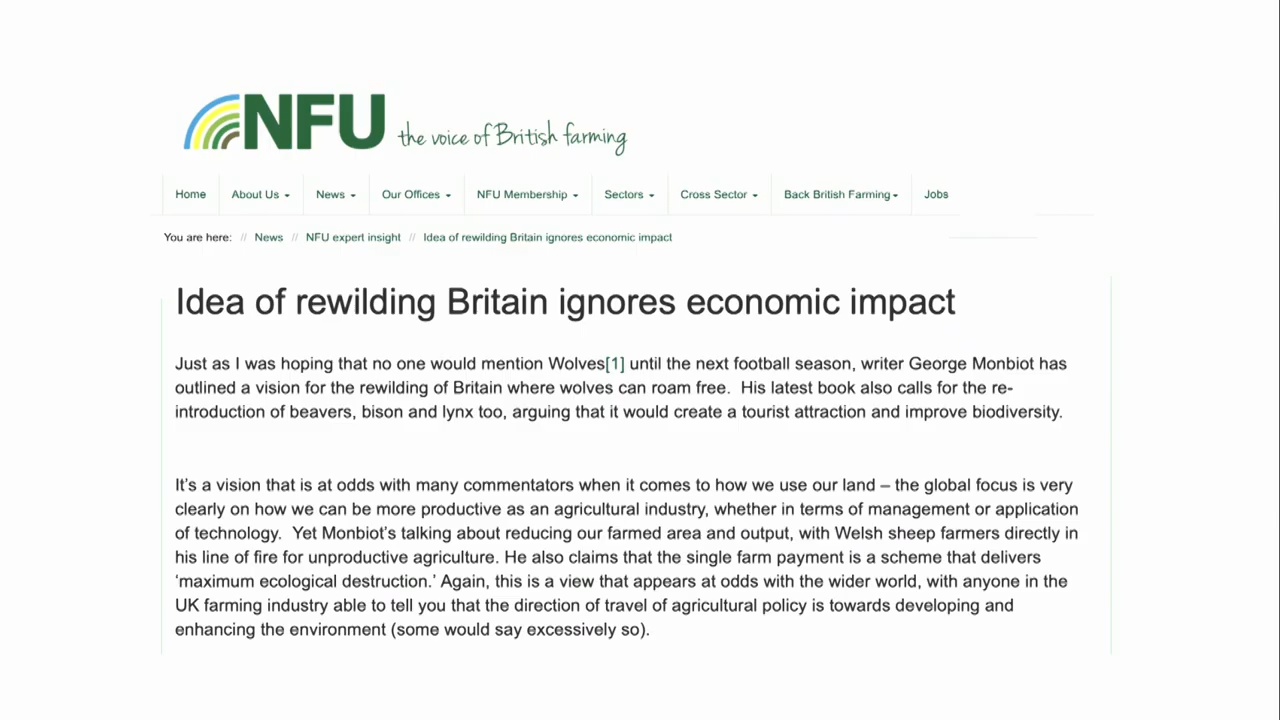 NFU the voice of British farming
Home About Us News Our Offices NFU Membership Sectors Cross Sector Back British Farming Jobs
You are here: // News // NFU expert insight // Idea of rewilding Britain ignores economic impact
Idea of rewilding Britain ignores economic impact
Just as I was hoping that no one would mention Wolves[1] until the next football season, writer George Monbiot has
outlined a vision for the rewilding of Britain where wolves can roam free.  His latest book also calls for the re-
introduction of beavers, bison and lynx too, arguing that it would create a tourist attraction and improve biodiversity.
It's a vision that is at odds with many commentators when it comes to how we use our land – the global focus is very
clearly on how we can be more productive as an agricultural industry, whether in terms of management or application
of technology.  Yet Monbiot's talking about reducing our farmed area and output, with Welsh sheep farmers directly in
his line of fire for unproductive agriculture. He also claims that the single farm payment is a scheme that delivers
'maximum ecological destruction.' Again, this is a view that appears at odds with the wider world, with anyone in the
UK farming industry able to tell you that the direction of travel of agricultural policy is towards developing and
enhancing the environment (some would say excessively so).